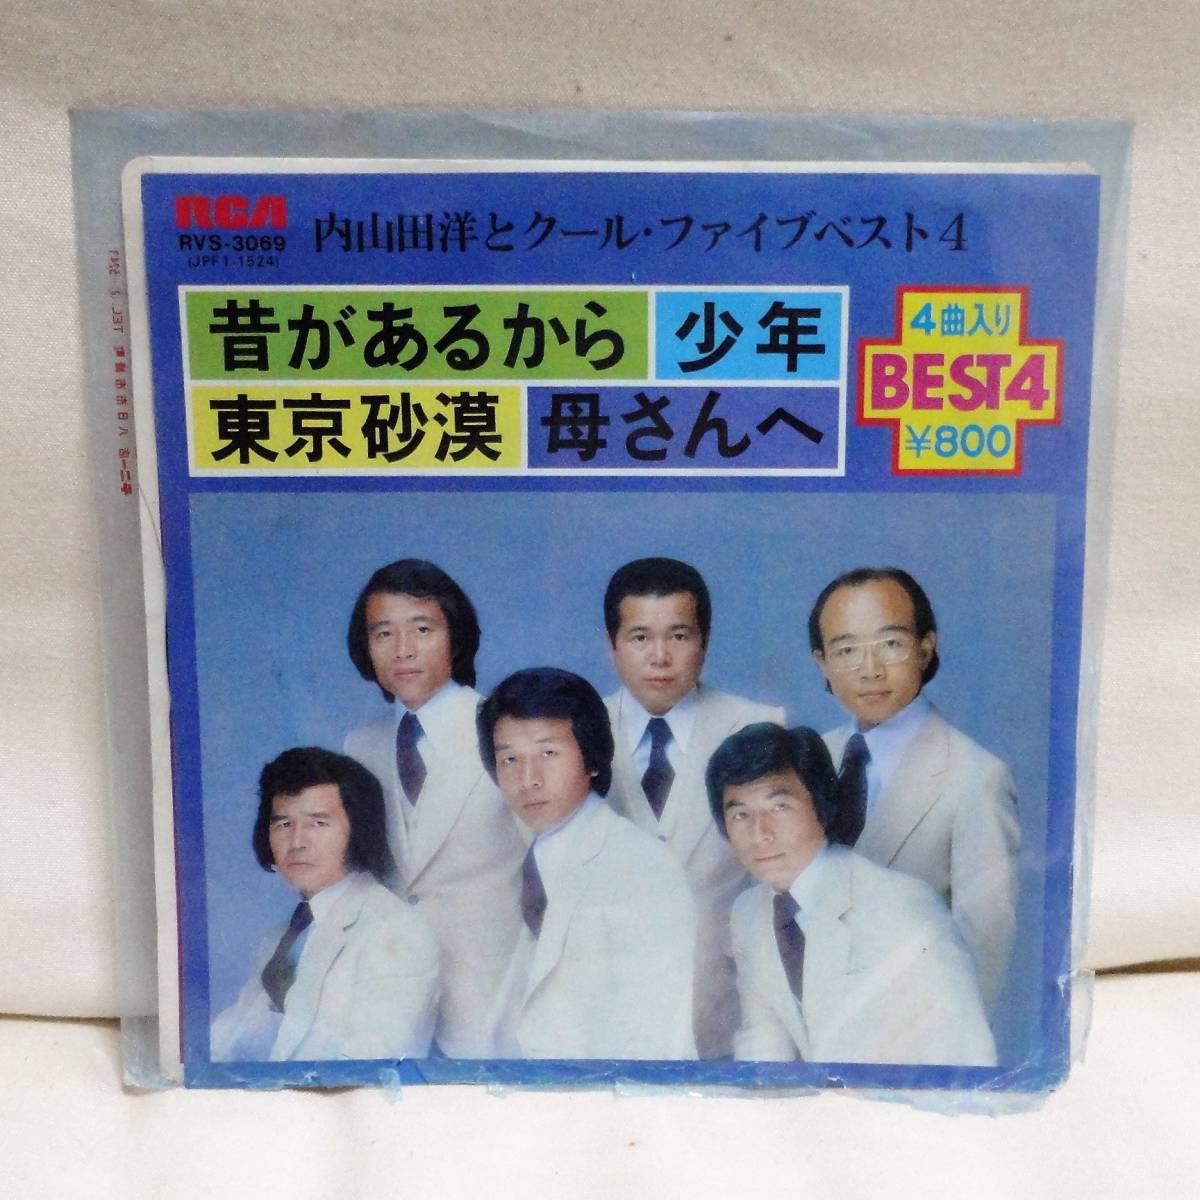 RCA
RVS-3069
(JPF1-1524)
内山田洋とクール・ファイブベスト4
昔があるから 少年
東京砂漠 母さんへ
4曲入り
BEST4
¥800